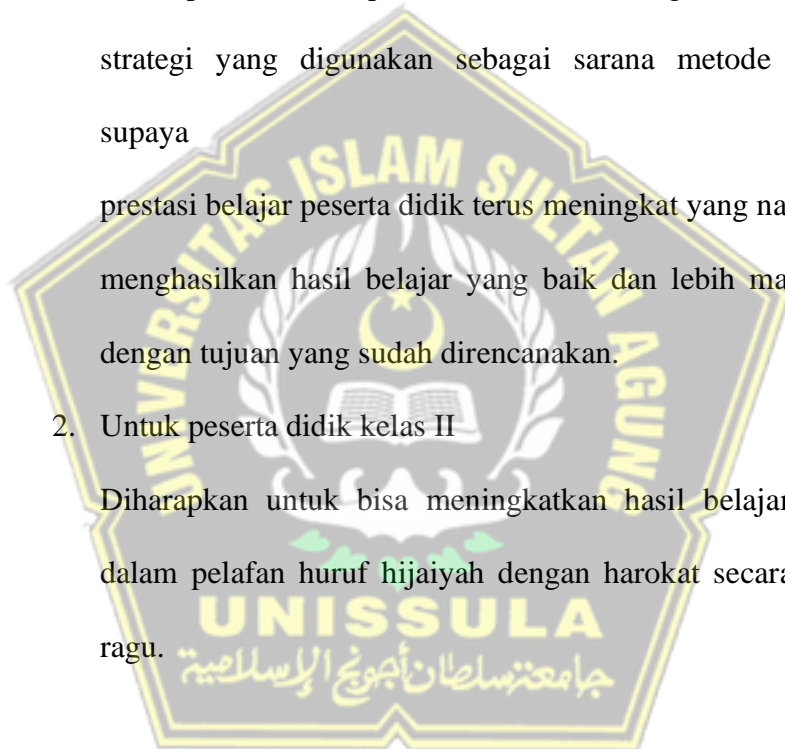 strategi yang digunakan sebagai sarana metode
supaya
prestasi belajar peserta didik terus meningkat yang
menghasilkan hasil belajar yang baik dan lebih
dengan tujuan yang sudah direncanakan.
2. Untuk peserta didik kelas II
Diharapkan untuk bisa meningkatkan hasil belajar
dalam pelafan huruf hijaiyah dengan harokat secara
ragu.
UNIVERSITAS ISLAM SULTAN AGUNG
UNISSULA
جامعة سلطان أجونج الإسلامية